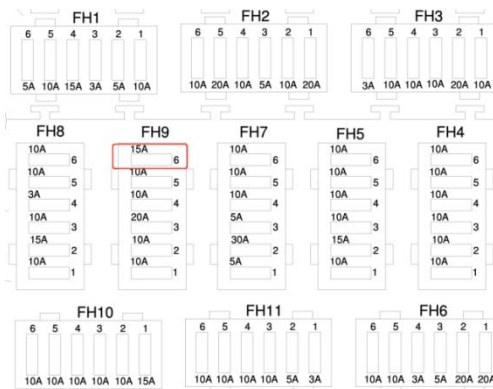 FH1 FH2 FH3
6 5 4 3 2 1 6 5 4 3 2 1 6 5 4 3 2 1
5A 10A 15A 3A 5A 10A 10A 20A 10A 5A 10A 20A 3A 10A 10A 10A 20A 10A
FH8 FH9 FH7 FH5 FH4
10A 15A 10A 10A 10A
6 6 6 6 6
10A 10A 10A 10A 10A
5 5 5 5 5
3A 10A 10A 10A 10A
4 4 4 4 4
10A 20A 5A 10A 10A
3 3 3 3 3
15A 10A 30A 15A 10A
2 2 2 2 2
10A 10A 5A 10A 10A
1 1 1 1 1
FH10 FH11 FH6
6 5 4 3 2 1 6 5 4 3 2 1 6 5 4 3 2 1
10A 10A 10A 10A 10A 15A 10A 10A 10A 10A 5A 3A 10A 10A 3A 5A 20A 20A